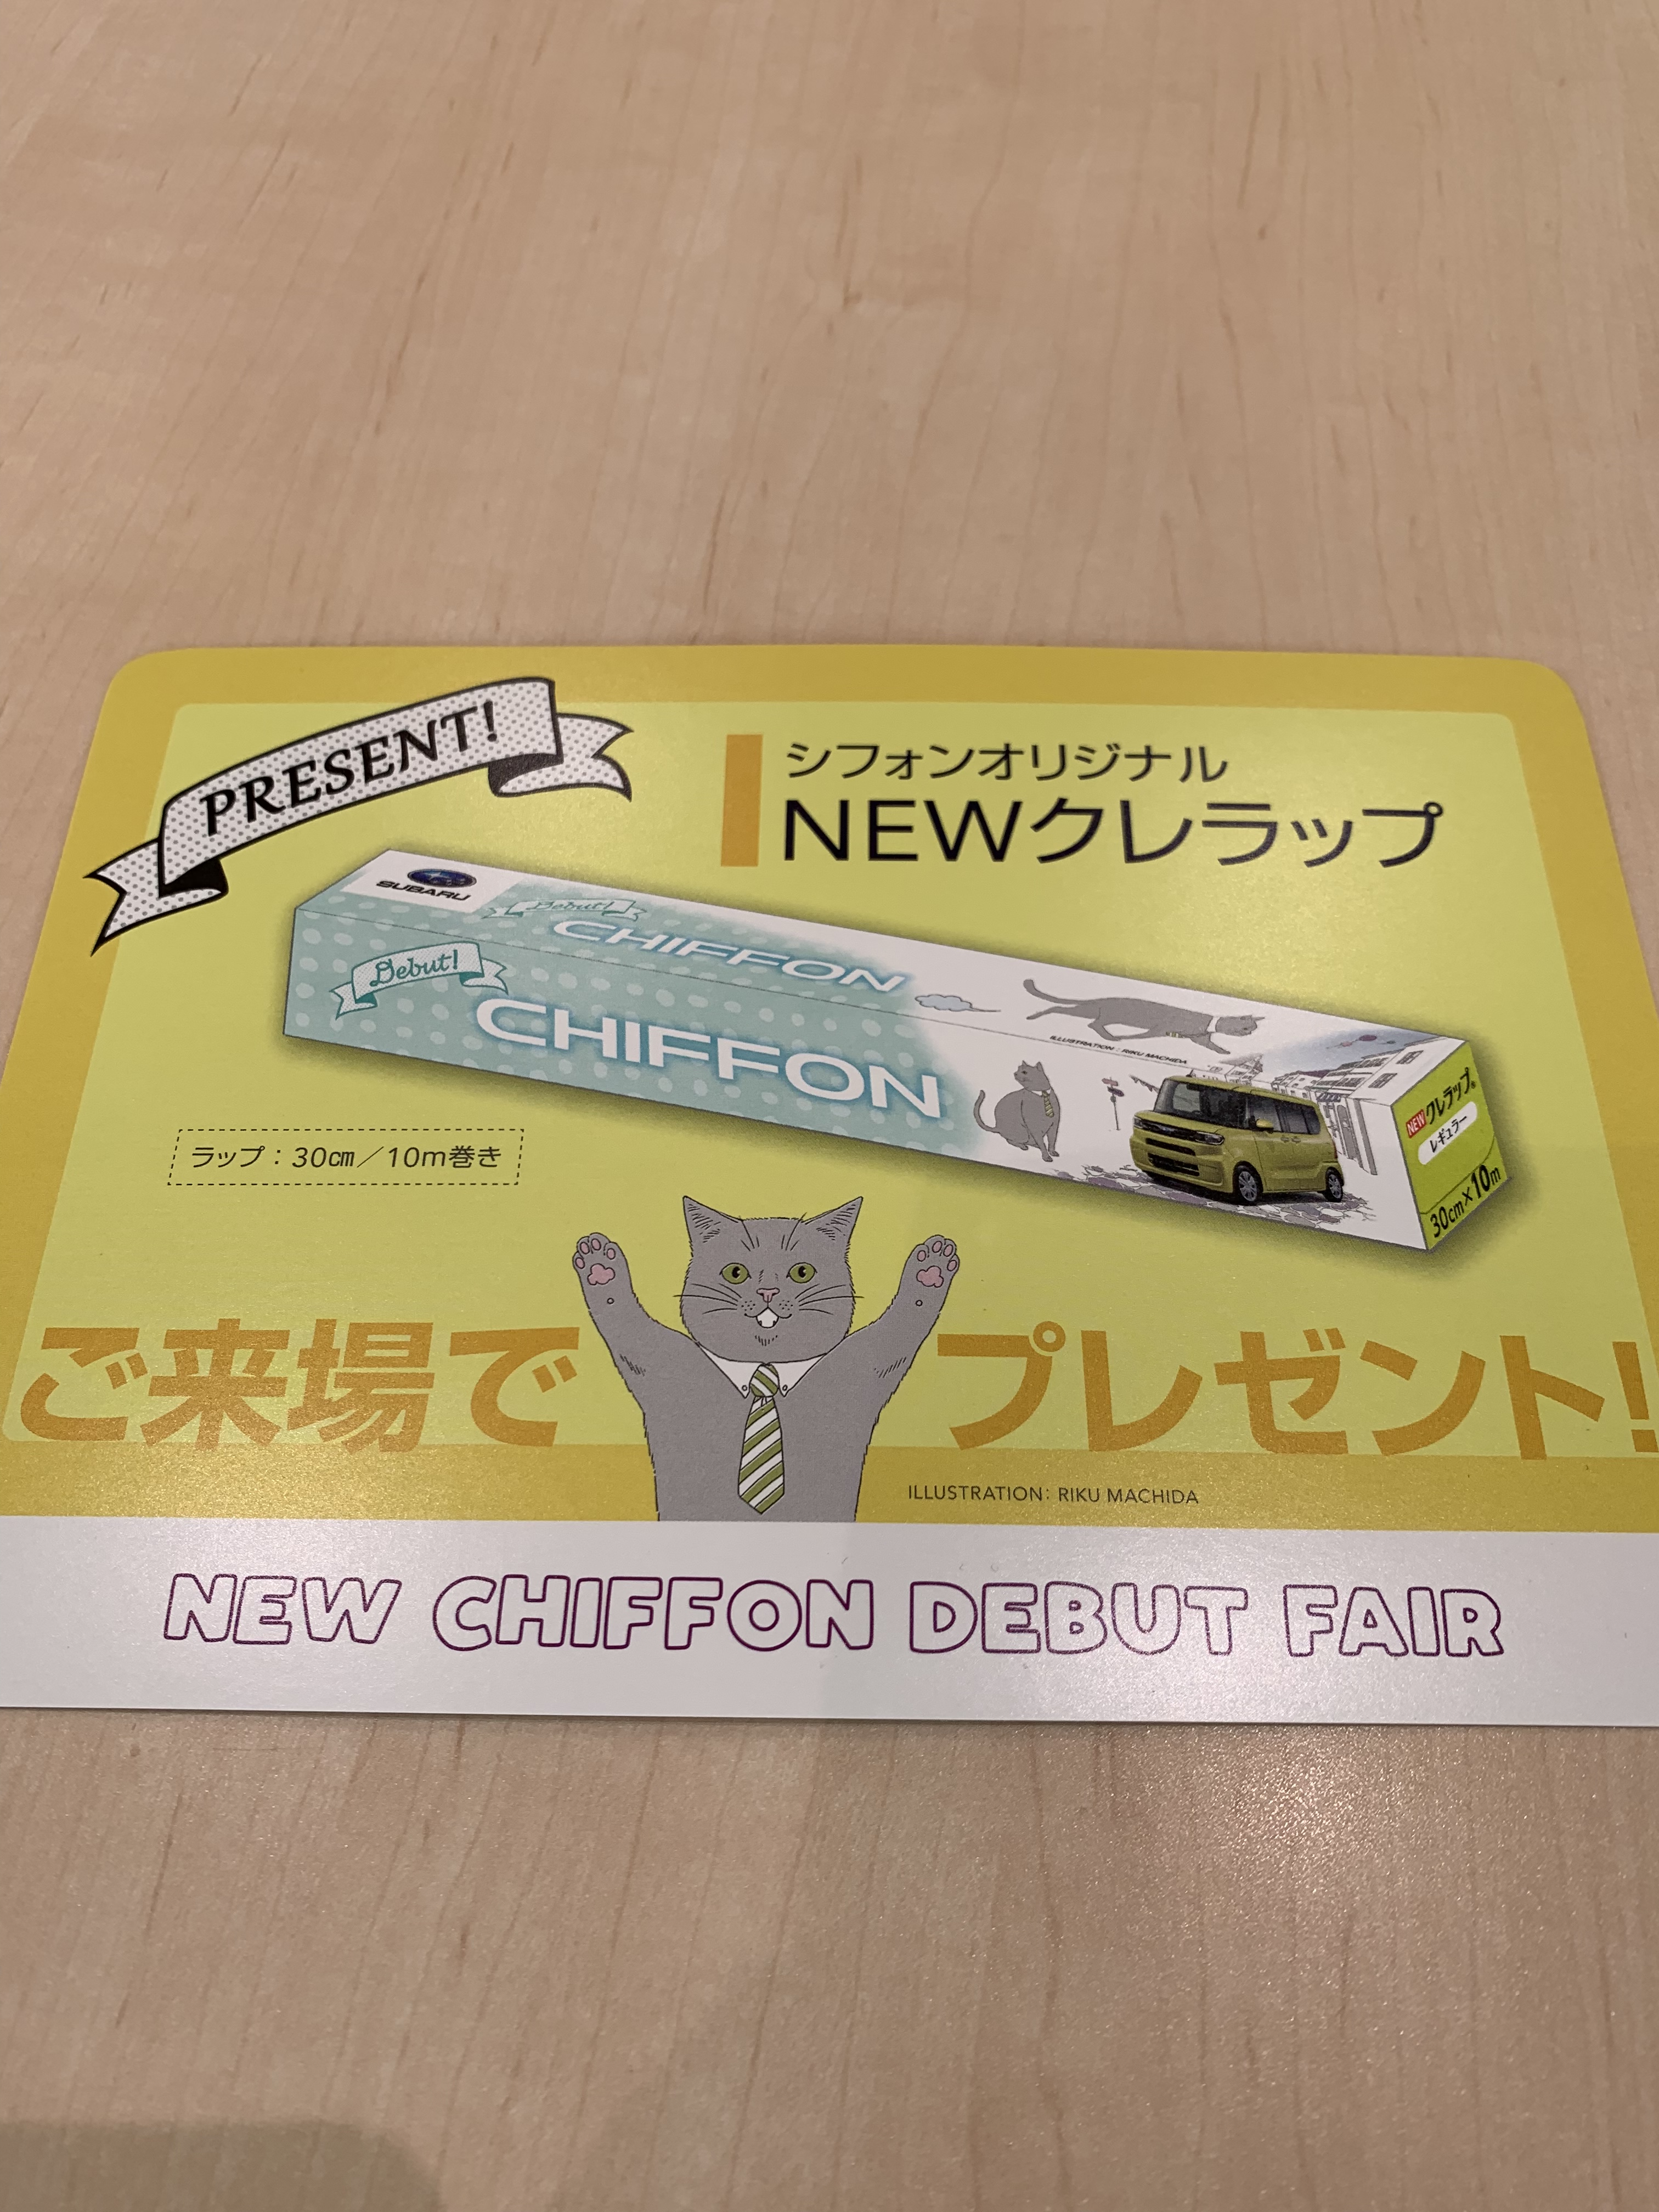 PRESENT!
シフォンオリジナル
NEWクレラップ
SUBARU
Debut!
CHIFFON
Debut!
CHIFFON
ILLUSTRATION : RIKU MACHIDA
NEWクレラップ®
レギュラー
30cm×10m
ラップ：30㎝／10m巻き
ご来場でプレゼント!
ILLUSTRATION: RIKU MACHIDA
NEW CHIFFON DEBUT FAIR